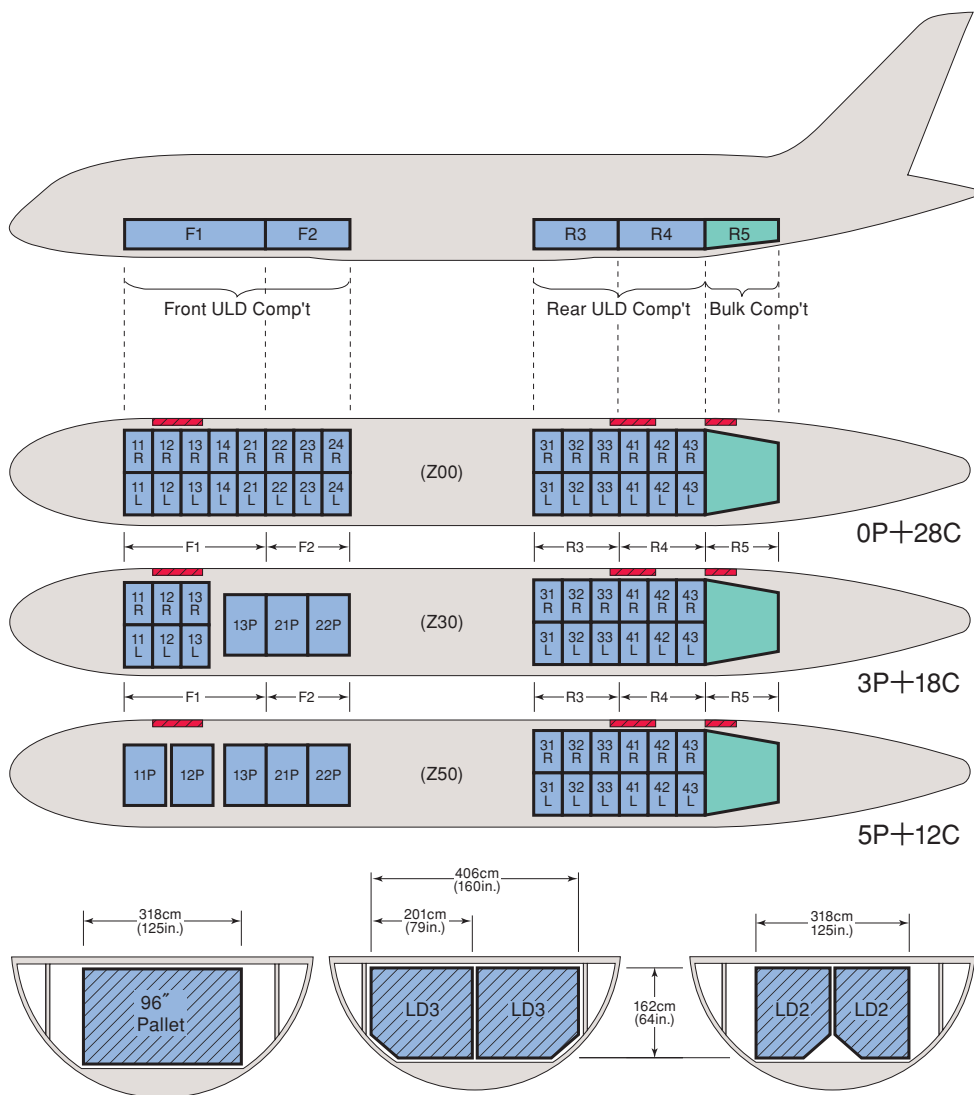 F1 F2 R3 R4 R5
Front ULD Comp't Rear ULD Comp't Bulk Comp't
11 12 13 14 21 22 23 24 31 32 33 41 42 43
R R R R R R R R R R R R R R
(Z00)
11 12 13 14 21 22 23 24 31 32 33 41 42 43
L L L L L L L L L L L L L L
0P+28C
F1 F2 R3 R4 R5
11 12 13 31 32 33 41 42 43
R R R R R R R R R
13P 21P 22P (Z30)
11 12 13 31 32 33 41 42 43
L L L L L L L L L
3P+18C
F1 F2 R3 R4 R5
31 32 33 41 42 43
R R R R R R
11P 12P 13P 21P 22P (Z50)
31 32 33 41 42 43
L L L L L L
5P+12C
318cm
(125in.)
96″
Pallet
406cm
(160in.)
201cm
(79in.)
LD3 LD3
162cm
(64in.)
318cm
125in.)
LD2 LD2